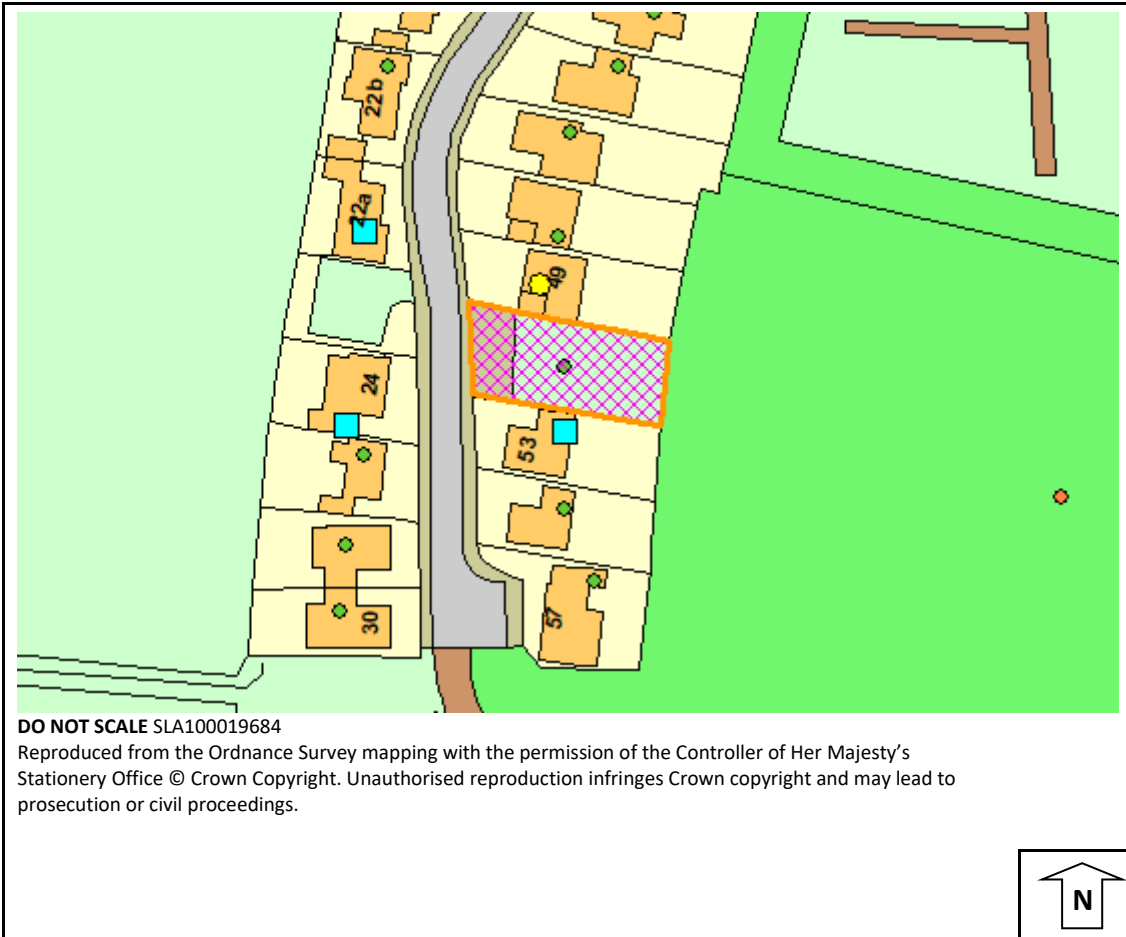 22b
22a
49
24
53
30
57
DO NOT SCALE SLA100019684
Reproduced from the Ordnance Survey mapping with the permission of the Controller of Her Majesty’s
Stationery Office © Crown Copyright. Unauthorised reproduction infringes Crown copyright and may lead to
prosecution or civil proceedings.
N